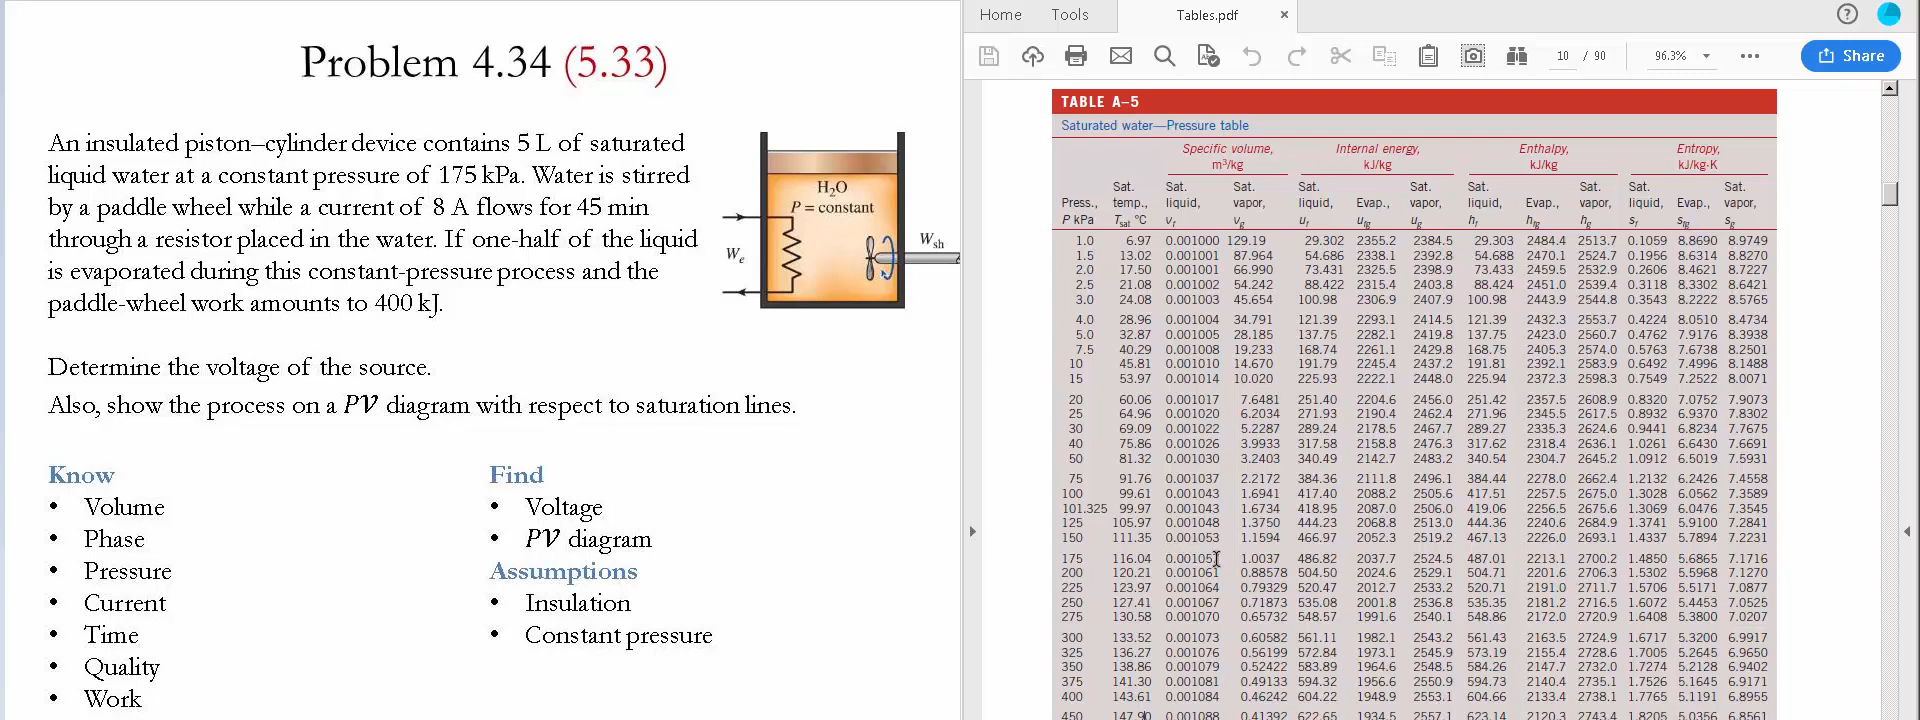 Problem 4.34 (5.33)
An insulated piston–cylinder device contains 5 L of saturated
liquid water at a constant pressure of 175 kPa. Water is stirred
by a paddle wheel while a current of 8 A flows for 45 min
through a resistor placed in the water. If one-half of the liquid
is evaporated during this constant-pressure process and the
paddle-wheel work amounts to 400 kJ.
H₂O
P = constant
Wₑ
W_sh
Determine the voltage of the source.
Also, show the process on a P𝒱 diagram with respect to saturation lines.
Know
• Volume
• Phase
• Pressure
• Current
• Time
• Quality
• Work
Find
• Voltage
• P𝒱 diagram
Assumptions
• Insulation
• Constant pressure
Home Tools Tables.pdf ×
10 / 90 96.3% Share
TABLE A–5
Saturated water—Pressure table
Specific volume, Internal energy, Enthalpy, Entropy,
m³/kg kJ/kg kJ/kg kJ/kg·K
Sat. Sat. Sat. Sat. Sat. Sat. Sat. Sat. Sat.
Press., temp., liquid, vapor, liquid, Evap., vapor, liquid, Evap., vapor, liquid, Evap., vapor,
P kPa T_sat °C v_f v_g u_f u_fg u_g h_f h_fg h_g s_f s_fg s_g
1.0 6.97 0.001000 129.19 29.302 2355.2 2384.5 29.303 2484.4 2513.7 0.1059 8.8690 8.9749
1.5 13.02 0.001001 87.964 54.686 2338.1 2392.8 54.688 2470.1 2524.7 0.1956 8.6314 8.8270
2.0 17.50 0.001001 66.990 73.431 2325.5 2398.9 73.433 2459.5 2532.9 0.2606 8.4621 8.7227
2.5 21.08 0.001002 54.242 88.422 2315.4 2403.8 88.424 2451.0 2539.4 0.3118 8.3302 8.6421
3.0 24.08 0.001003 45.654 100.98 2306.9 2407.9 100.98 2443.9 2544.8 0.3543 8.2222 8.5765
4.0 28.96 0.001004 34.791 121.39 2293.1 2414.5 121.39 2432.3 2553.7 0.4224 8.0510 8.4734
5.0 32.87 0.001005 28.185 137.75 2282.1 2419.8 137.75 2423.0 2560.7 0.4762 7.9176 8.3938
7.5 40.29 0.001008 19.233 168.74 2261.1 2429.8 168.75 2405.3 2574.0 0.5763 7.6738 8.2501
10 45.81 0.001010 14.670 191.79 2245.4 2437.2 191.81 2392.1 2583.9 0.6492 7.4996 8.1488
15 53.97 0.001014 10.020 225.93 2222.1 2448.0 225.94 2372.3 2598.3 0.7549 7.2522 8.0071
20 60.06 0.001017 7.6481 251.40 2204.6 2456.0 251.42 2357.5 2608.9 0.8320 7.0752 7.9073
25 64.96 0.001020 6.2034 271.93 2190.4 2462.4 271.96 2345.5 2617.5 0.8932 6.9370 7.8302
30 69.09 0.001022 5.2287 289.24 2178.5 2467.7 289.27 2335.3 2624.6 0.9441 6.8234 7.7675
40 75.86 0.001026 3.9933 317.58 2158.8 2476.3 317.62 2318.4 2636.1 1.0261 6.6430 7.6691
50 81.32 0.001030 3.2403 340.49 2142.7 2483.2 340.54 2304.7 2645.2 1.0912 6.5019 7.5931
75 91.76 0.001037 2.2172 384.36 2111.8 2496.1 384.44 2278.0 2662.4 1.2132 6.2426 7.4558
100 99.61 0.001043 1.6941 417.40 2088.2 2505.6 417.51 2257.5 2675.0 1.3028 6.0562 7.3589
101.325 99.97 0.001043 1.6734 418.95 2087.0 2506.0 419.06 2256.5 2675.6 1.3069 6.0476 7.3545
125 105.97 0.001048 1.3750 444.23 2068.8 2513.0 444.36 2240.6 2684.9 1.3741 5.9100 7.2841
150 111.35 0.001053 1.1594 466.97 2052.3 2519.2 467.13 2226.0 2693.1 1.4337 5.7894 7.2231
175 116.04 1.0037 486.82 2037.7 2524.5 487.01 2213.1 2700.2 1.4850 5.6865 7.1716
200 120.21 0.001061 0.88578 504.50 2024.6 2529.1 504.71 2201.6 2706.3 1.5302 5.5968 7.1270
225 123.97 0.001064 0.79329 520.47 2012.7 2533.2 520.71 2191.0 2711.7 1.5706 5.5171 7.0877
250 127.41 0.001067 0.71873 535.08 2001.8 2536.8 535.35 2181.2 2716.5 1.6072 5.4453 7.0525
275 130.58 0.001070 0.65732 548.57 1991.6 2540.1 548.86 2172.0 2720.9 1.6408 5.3800 7.0207
300 133.52 0.001073 0.60582 561.11 1982.1 2543.2 561.43 2163.5 2724.9 1.6717 5.3200 6.9917
325 136.27 0.001076 0.56199 572.84 1973.1 2545.9 573.19 2155.4 2728.6 1.7005 5.2645 6.9650
350 138.86 0.001079 0.52422 583.89 1964.6 2548.5 584.26 2147.7 2732.0 1.7274 5.2128 6.9402
375 141.30 0.001081 0.49133 594.32 1956.6 2550.9 594.73 2140.4 2735.1 1.7526 5.1645 6.9171
400 143.61 0.001084 0.46242 604.22 1948.9 2553.1 604.66 2133.4 2738.1 1.7765 5.1191 6.8955
450 147.90 0.001088 0.41392 622.65 1934.5 2557.1 623.14 2120.3 2743.4 1.8205 5.0356 6.8561